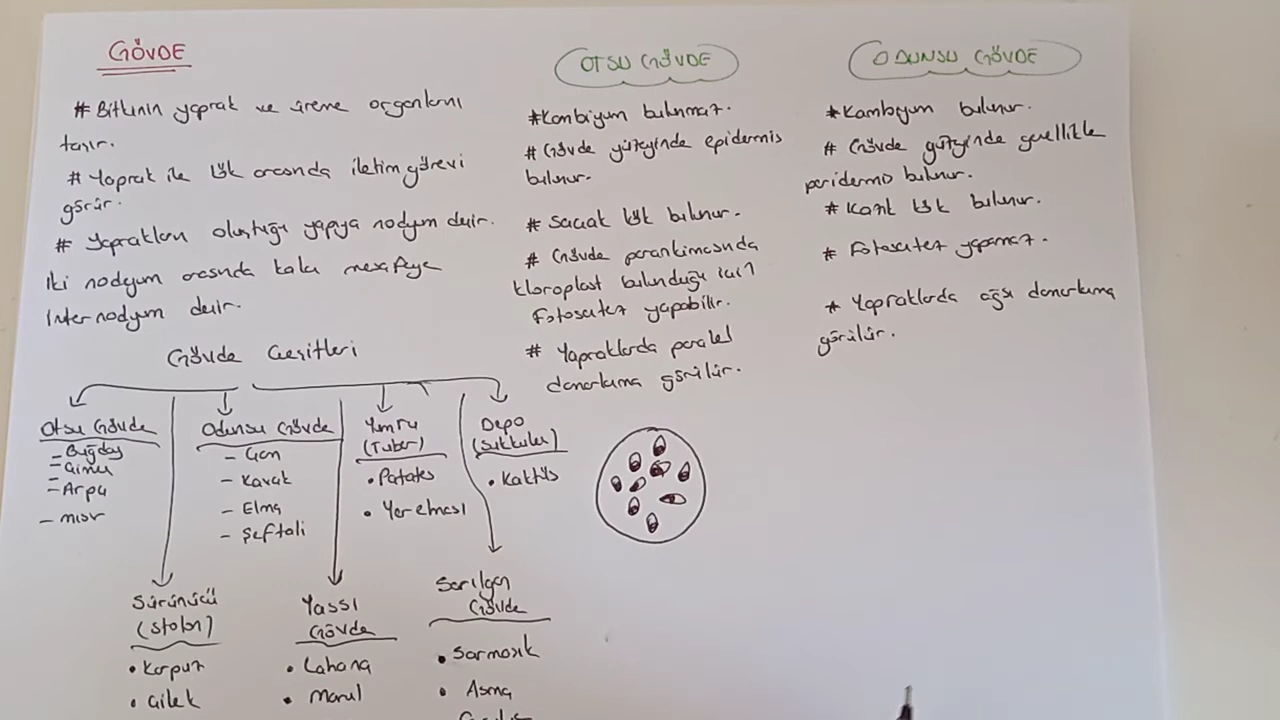 GÖVDE
# Bitkinin yaprak ve üreme organlarını
taşır.
# Yaprak ile kök arasında iletim görevi
görür.
# Yaprakların oluştuğu yapıya nodyum denir.
İki nodyum arasında kalan mesafeye
İnternodyum denir.
Gövde Çeşitleri
Otsu Gövde
- Buğday
- Çimen
- Arpa
- mısır
Odunsu Gövde
- Çam
- Kavak
- Elma
- Şeftali
Yumru
(Tuber)
• Patates
• Yer elması
Depo
(Sukkulen)
• Kaktüs
Sürünücü
(Stolon)
• Karpuz
• Çilek
Yassı
Gövde
• Lahana
• Marul
Sarılgan
Gövde
• Sarmaşık
• Asma
OTSU GÖVDE
# Kambiyum bulunmaz.
# Gövde yüzeyinde epidermis
bulunur.
# Saçak kök bulunur.
# Gövde parankimasında
kloroplast bulunduğu için
fotosentez yapabilir.
# Yapraklarda paralel
damarlanma görülür.
ODUNSU GÖVDE
# Kambiyum bulunur.
# Gövde yüzeyinde genellikle
peridermis bulunur.
# Kazık kök bulunur.
# Fotosentez yapamaz.
# Yapraklarda ağsı damarlanma
görülür.